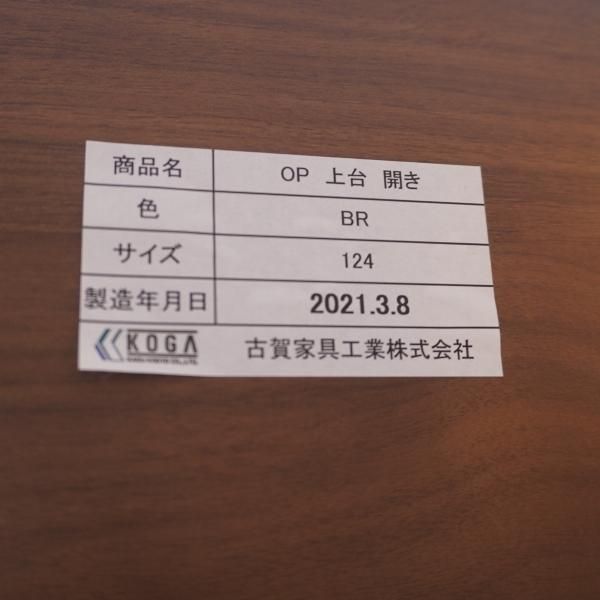 商品名 OP 上台 開き
色 BR
サイズ 124
製造年月日 2021.3.8
KOGA 古賀家具工業株式会社